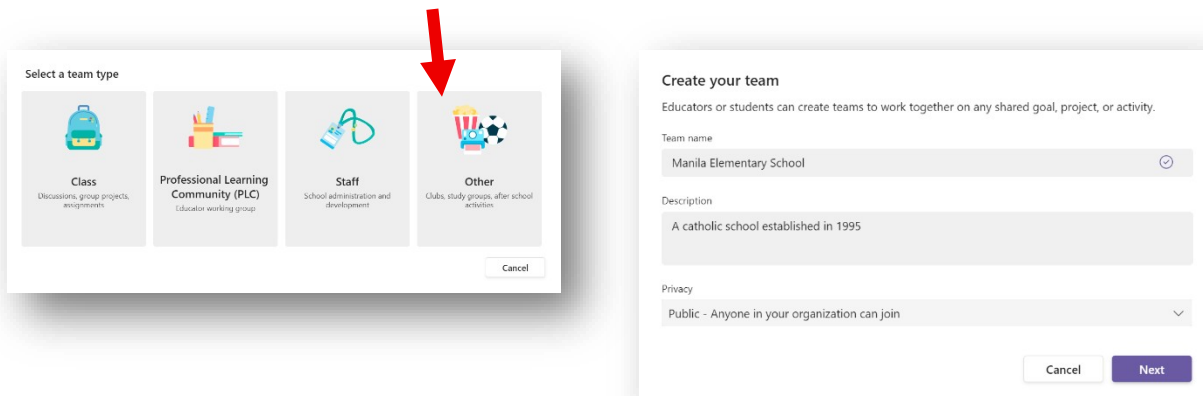 Select a team type
Class
Discussions, group projects,
assignments
Professional Learning
Community (PLC)
Educator working group
Staff
School administration and
development
Other
Clubs, study groups, after school
activities
Cancel
Create your team
Educators or students can create teams to work together on any shared goal, project, or activity.
Team name
Manila Elementary School
Description
A catholic school established in 1995
Privacy
Public - Anyone in your organization can join
Cancel
Next